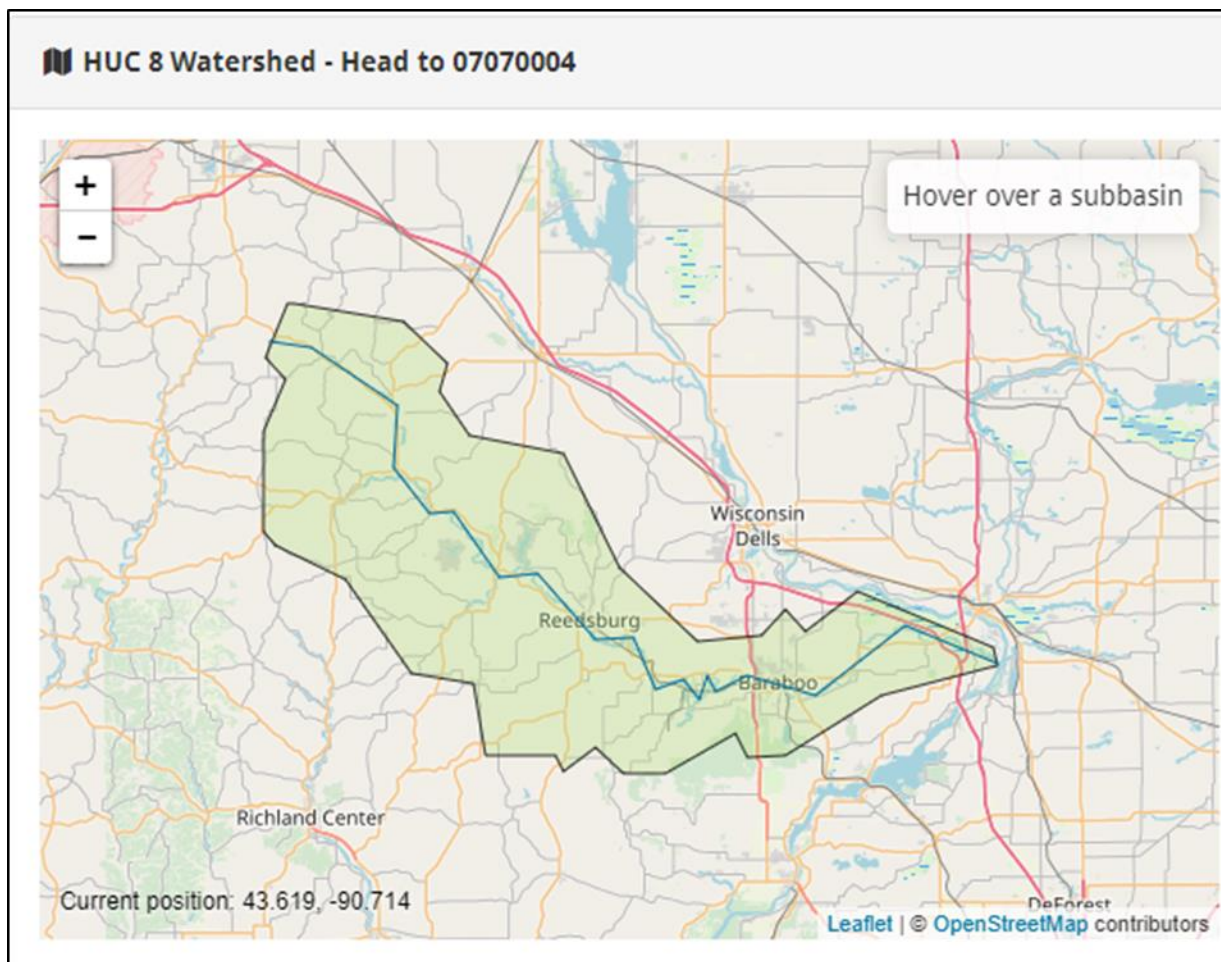 HUC 8 Watershed - Head to 07070004
+
−
Hover over a subbasin
Wisconsin
Dells
Reedsburg
Baraboo
Richland Center
Current position: 43.619, -90.714
DeForest
Leaflet | © OpenStreetMap contributors